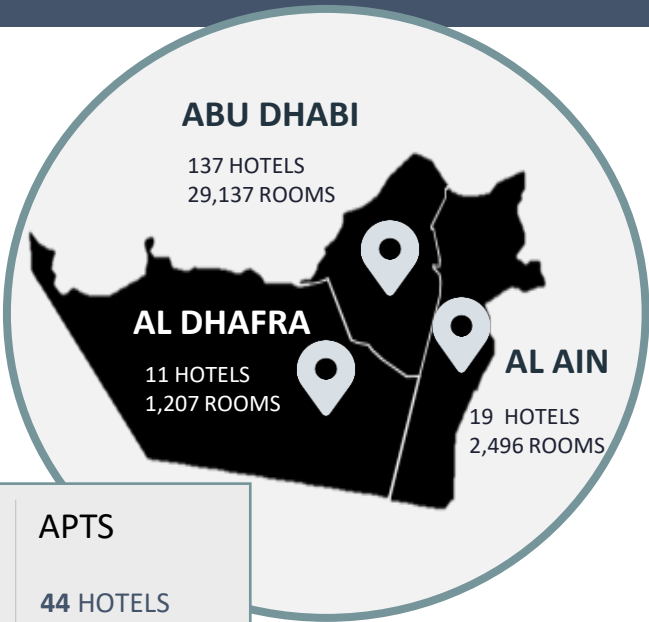 ABU DHABI
137 HOTELS
29,137 ROOMS
AL DHAFRA
11 HOTELS
1,207 ROOMS
AL AIN
19 HOTELS
2,496 ROOMS
APTS
44 HOTELS